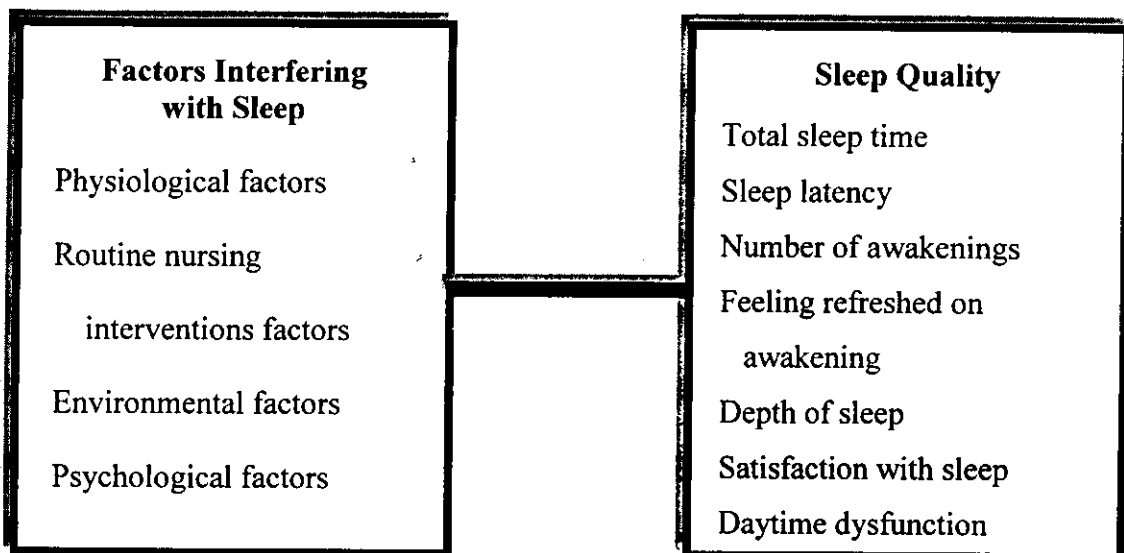 Factors Interfering
with Sleep
Physiological factors
Routine nursing
interventions factors
Environmental factors
Psychological factors
Sleep Quality
Total sleep time
Sleep latency
Number of awakenings
Feeling refreshed on
awakening
Depth of sleep
Satisfaction with sleep
Daytime dysfunction